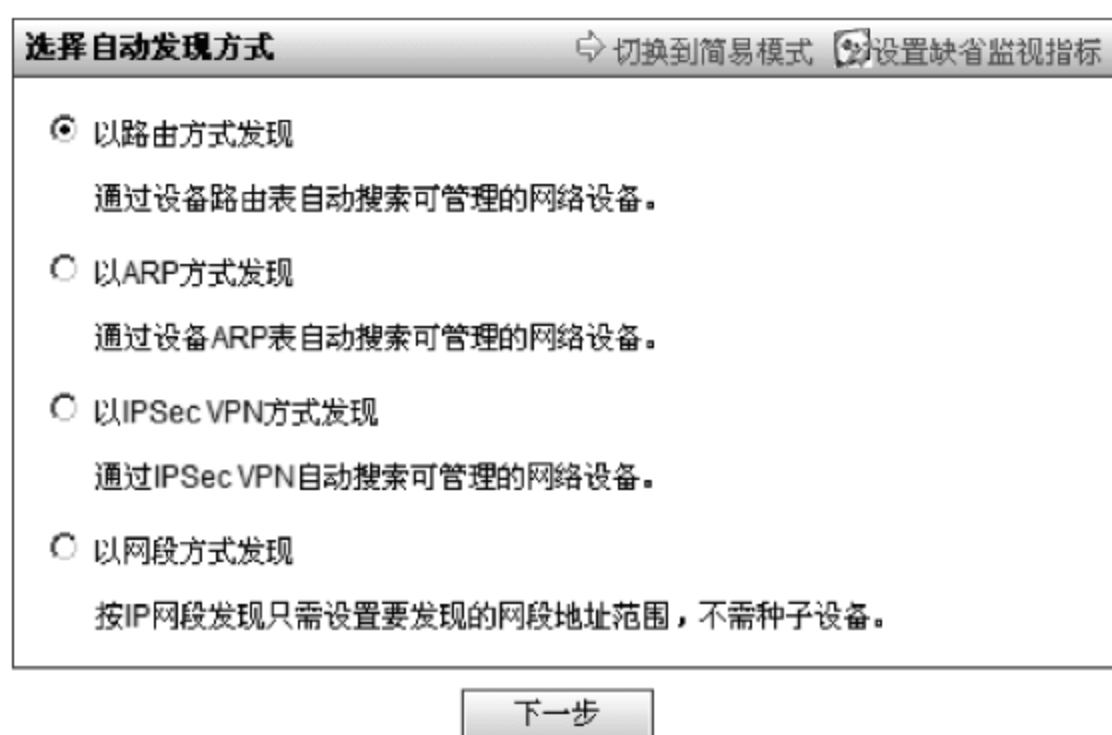 选择自动发现方式 切换到简易模式 设置缺省监视指标
以路由方式发现
通过设备路由表自动搜索可管理的网络设备。
以ARP方式发现
通过设备ARP表自动搜索可管理的网络设备。
以IPSec VPN方式发现
通过IPSec VPN自动搜索可管理的网络设备。
以网段方式发现
按IP网段发现只需设置要发现的网段地址范围，不需种子设备。
下一步